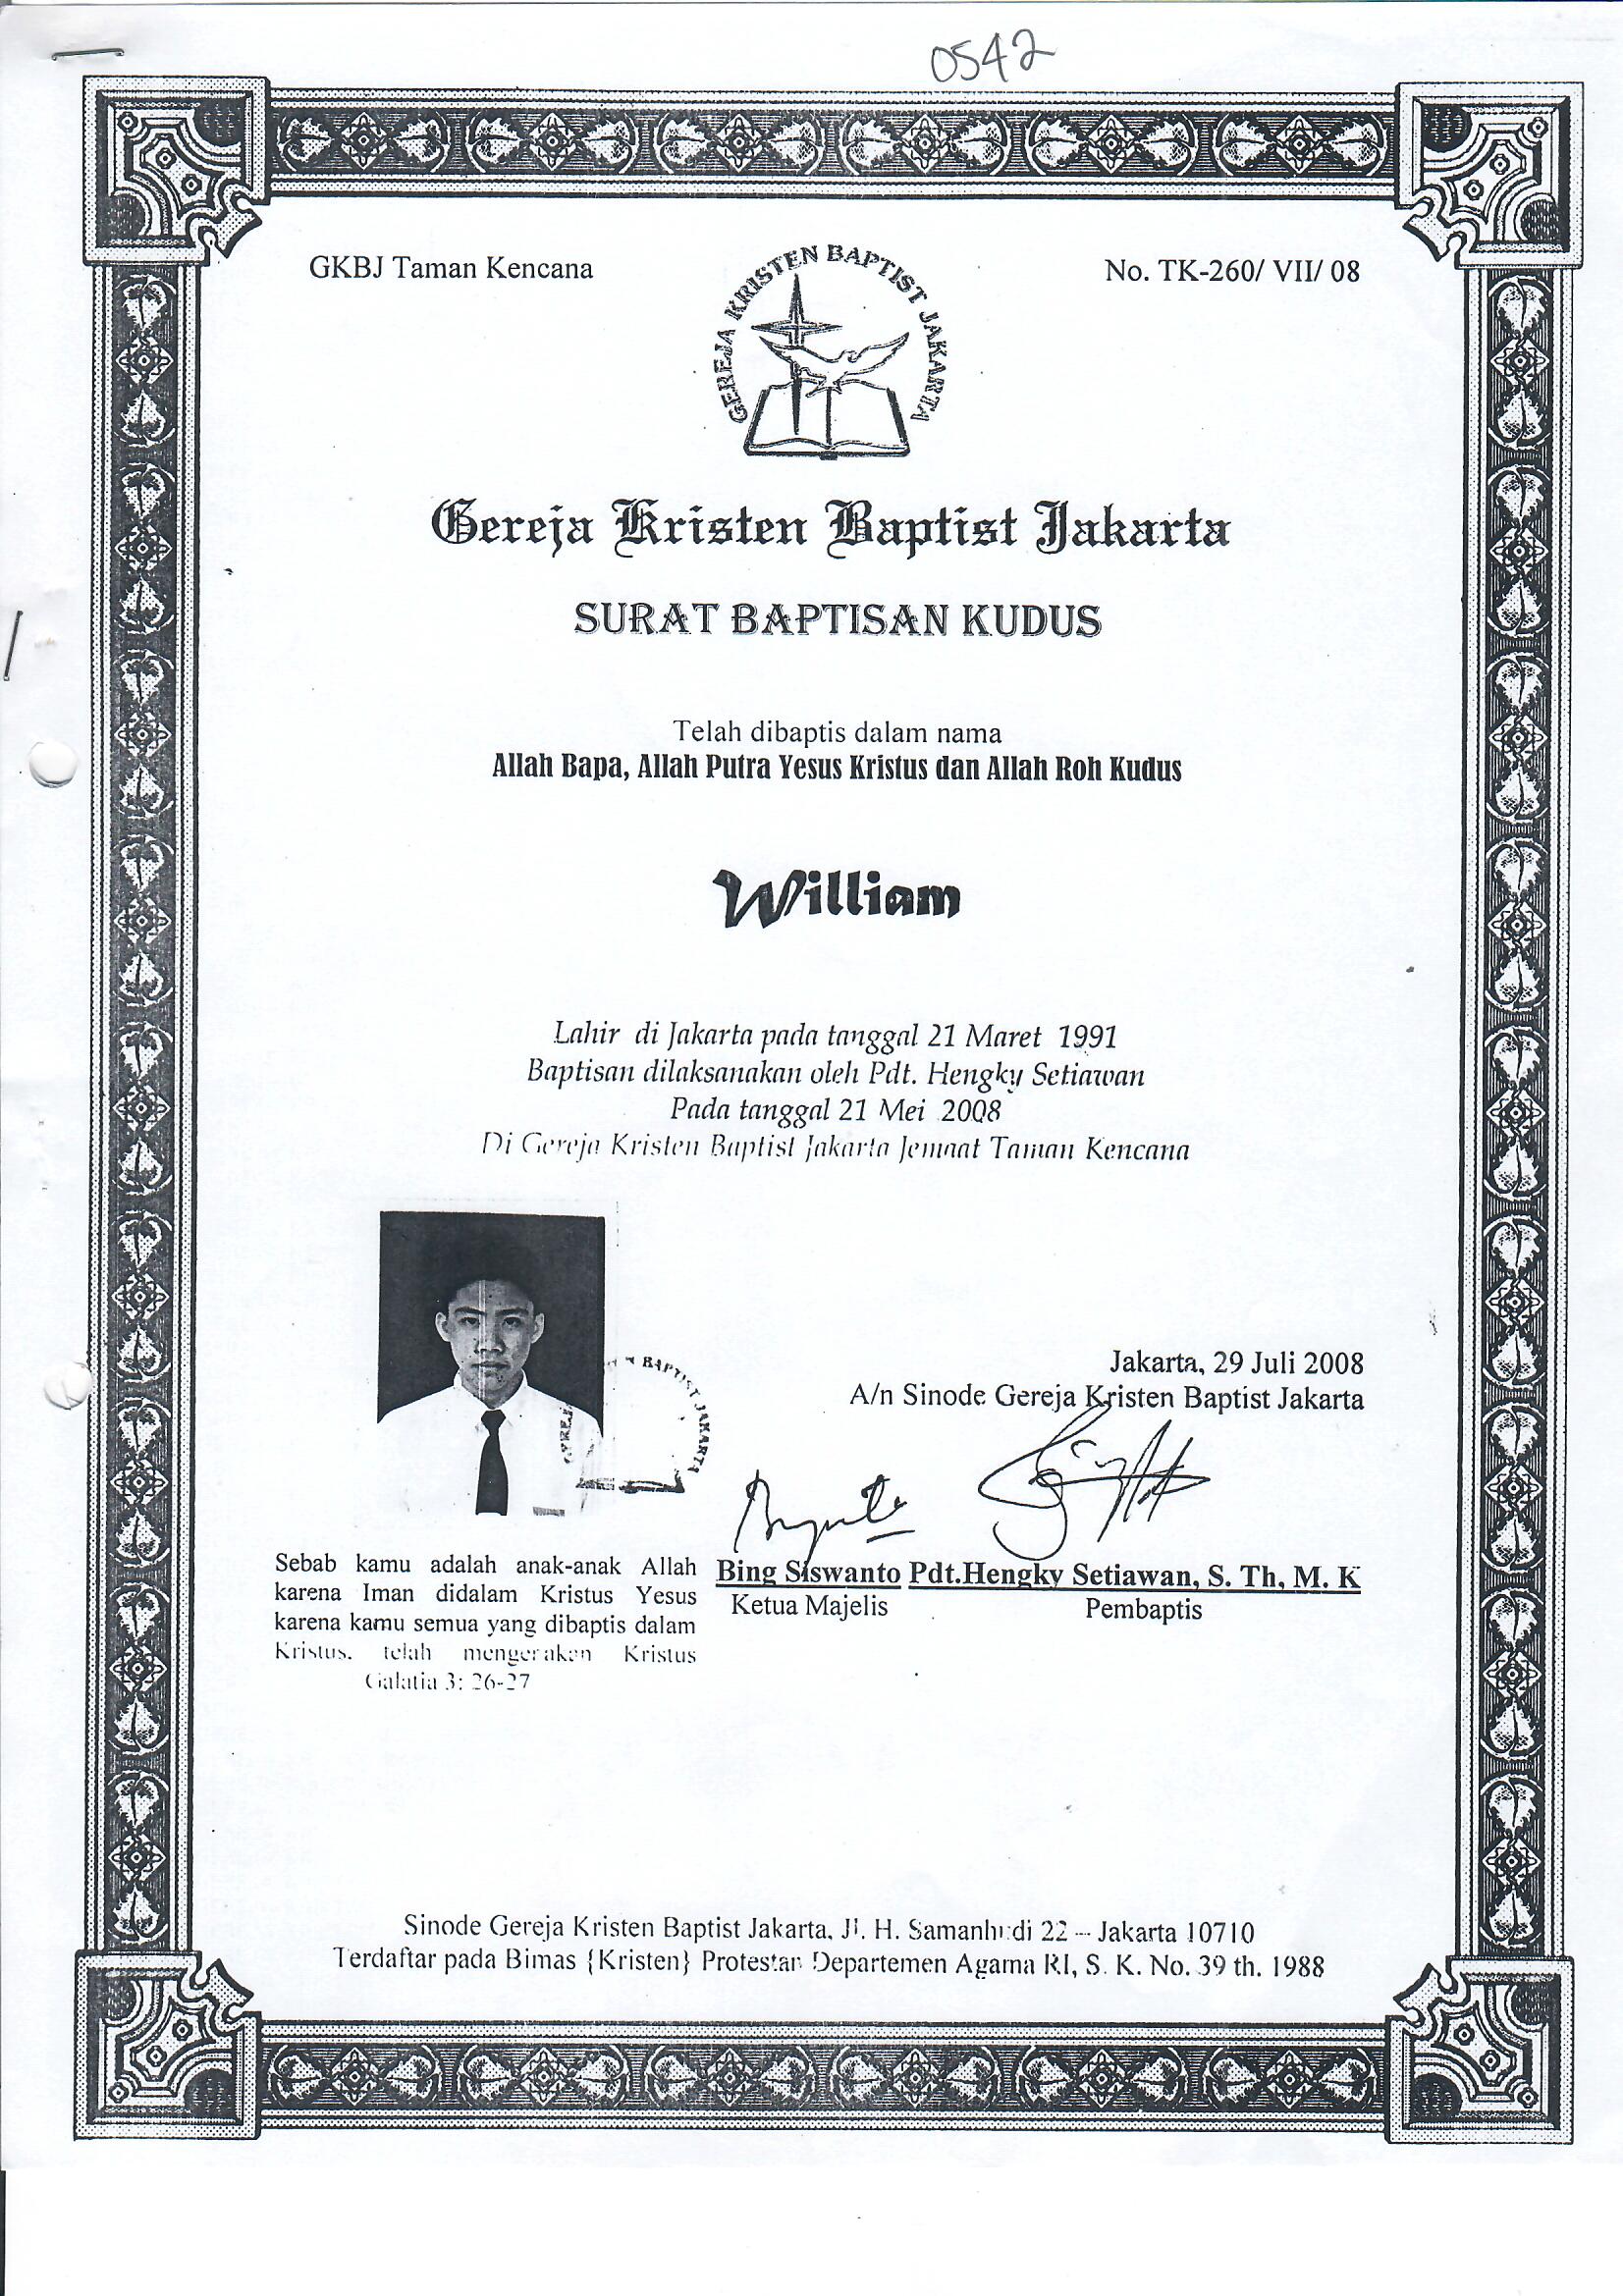 0542
GKBJ Taman Kencana
No. TK-260/ VII/ 08
GEREJA KRISTEN BAPTIST JAKARTA
Gereja Kristen Baptist Jakarta
SURAT BAPTISAN KUDUS
Telah dibaptis dalam nama
Allah Bapa, Allah Putra Yesus Kristus dan Allah Roh Kudus
William
Lahir di Jakarta pada tanggal 21 Maret 1991
Baptisan dilaksanakan oleh Pdt. Hengky Setiawan
Pada tanggal 21 Mei 2008
Di Gereja Kristen Baptist Jakarta Jemaat Taman Kencana
BAPTIST JAKARTA
Jakarta, 29 Juli 2008
A/n Sinode Gereja Kristen Baptist Jakarta
Bing Siswanto Pdt.Hengky Setiawan, S. Th, M. K
Ketua Majelis
Pembaptis
Sebab kamu adalah anak-anak Allah
karena Iman didalam Kristus Yesus
karena kamu semua yang dibaptis dalam
Kristus, telah mengenakan Kristus
Galatia 3: 26-27
Sinode Gereja Kristen Baptist Jakarta, Jl. H. Samanhudi 22 – Jakarta 10710
Terdaftar pada Bimas {Kristen} Protestan Departemen Agama RI, S. K. No. 39 th. 1988